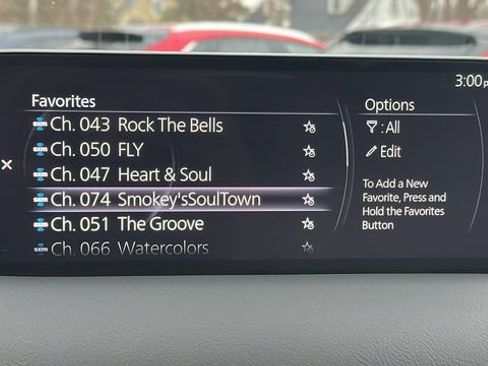 3:00p
Favorites
Ch. 043 Rock The Bells
Ch. 050 FLY
Ch. 047 Heart & Soul
Ch. 074 Smokey'sSoulTown
Ch. 051 The Groove
Ch. 066 Watercolors
Options
: All
Edit
To Add a New
Favorite, Press and
Hold the Favorites
Button